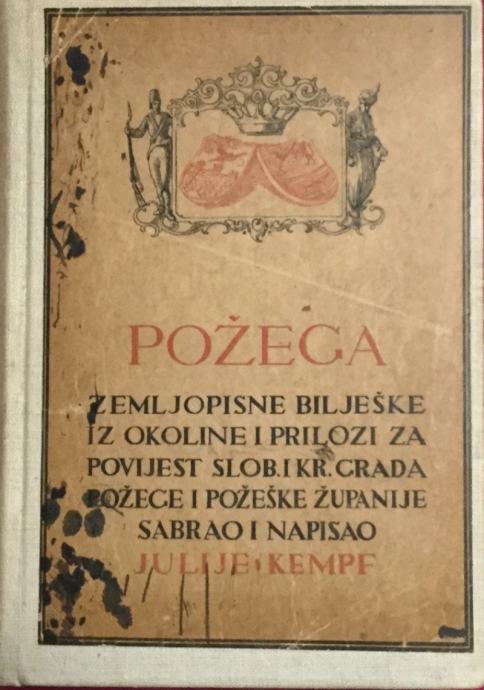 POŽEGA
ZEMLJOPISNE BILJEŠKE
IZ OKOLINE I PRILOZI ZA
POVIJEST SLOB. I KR. GRADA
POŽEGE I POŽEŠKE ŽUPANIJE
SABRAO I NAPISAO
JULIJE KEMPF